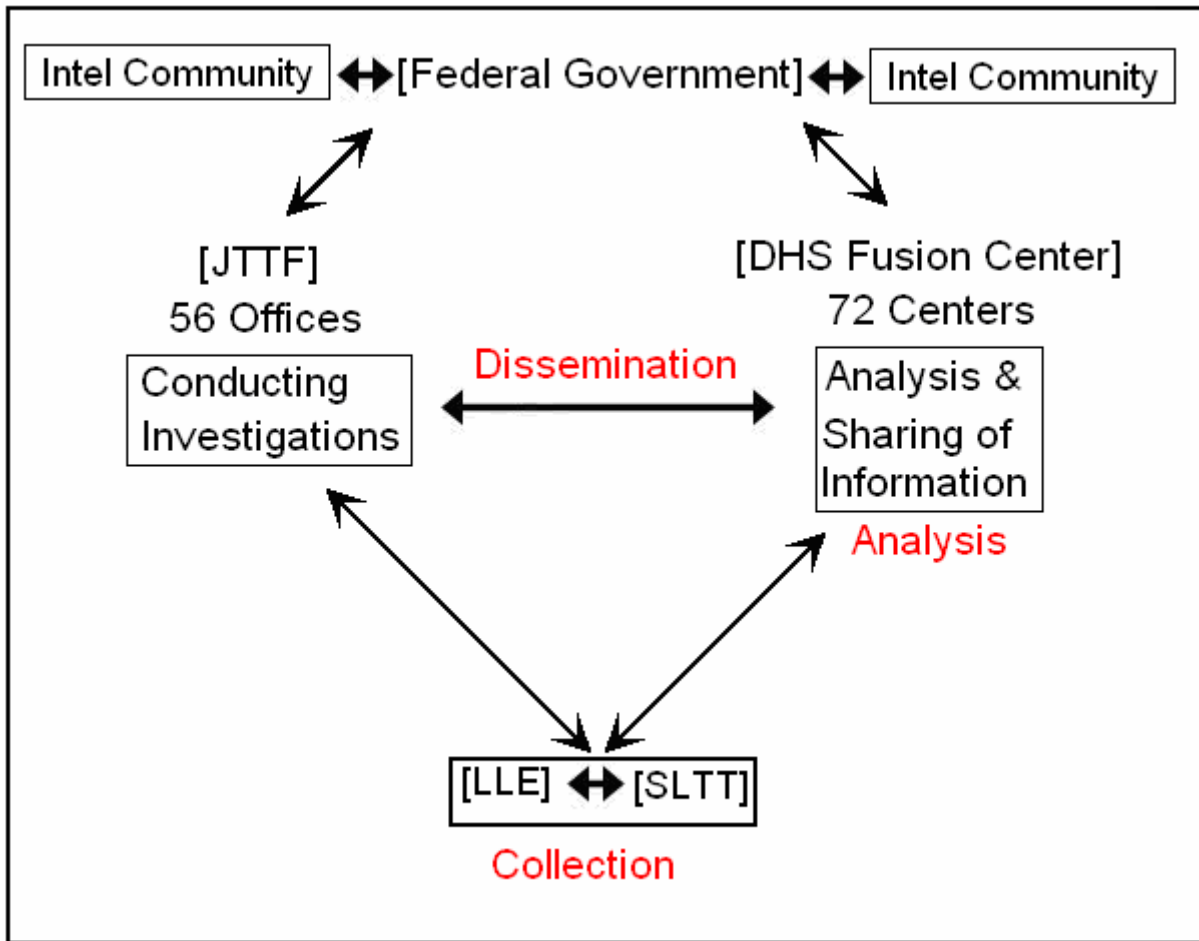 Intel Community
[Federal Government]
Intel Community
[JTTF]
56 Offices
Conducting
Investigations
Dissemination
[DHS Fusion Center]
72 Centers
Analysis &
Sharing of
Information
Analysis
[LLE]
[SLTT]
Collection